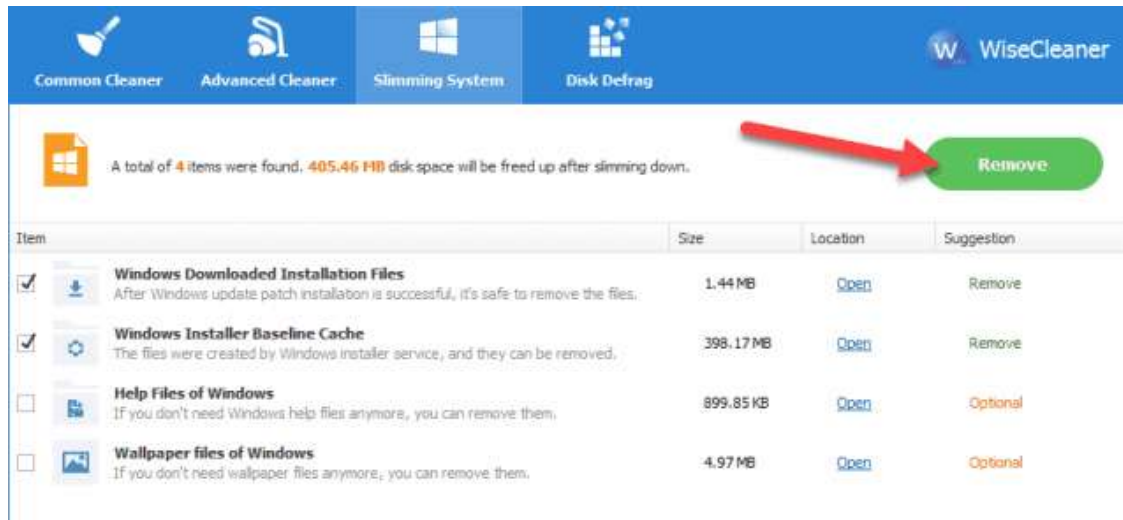 Common Cleaner Advanced Cleaner Slimming System Disk Defrag W WiseCleaner
A total of 4 items were found. 405.46 MB disk space will be freed up after slimming down. Remove
Item Size Location Suggestion
Windows Downloaded Installation Files
After Windows update patch installation is successful, it's safe to remove the files. 1.44 MB Open Remove
Windows Installer Baseline Cache
The files were created by Windows installer service, and they can be removed. 398.17 MB Open Remove
Help Files of Windows
If you don't need Windows help files anymore, you can remove them. 899.85 KB Open Optional
Wallpaper files of Windows
If you don't need wallpaper files anymore, you can remove them. 4.97 MB Open Optional